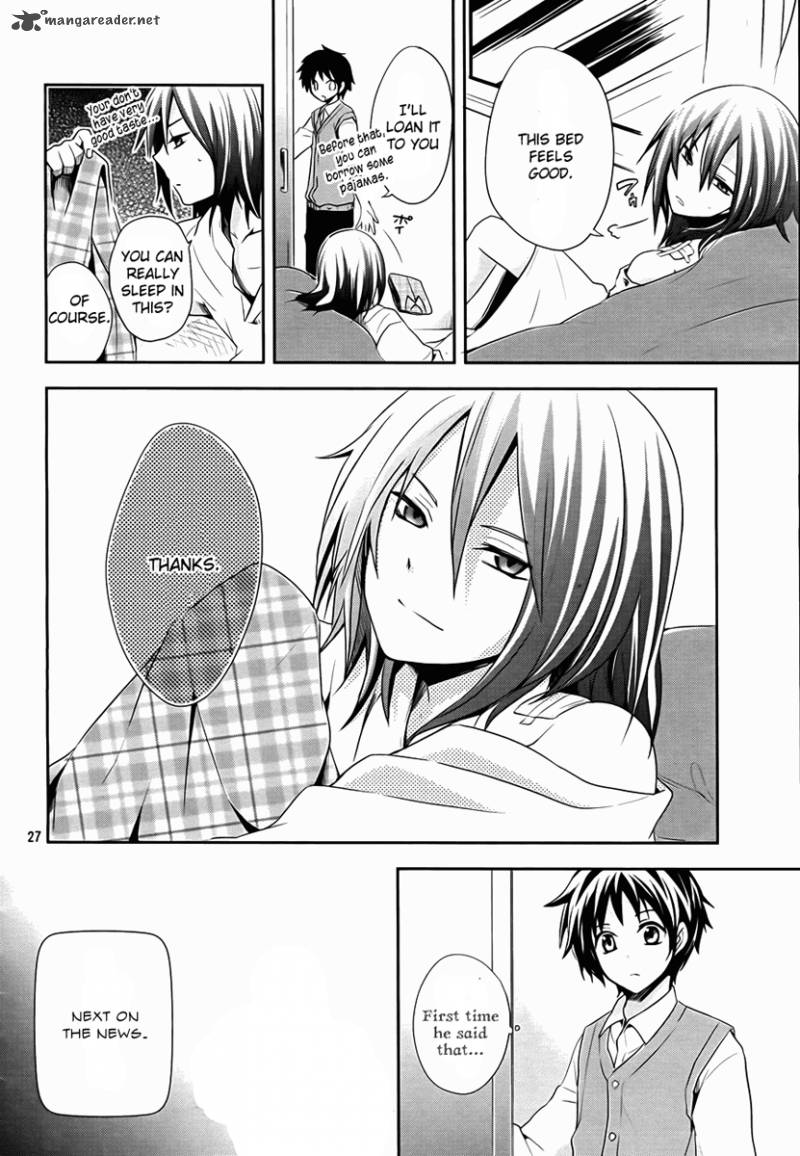 mangareader.net
THIS BED
FEELS
GOOD.
I'LL
LOAN IT
TO YOU
Before that,
you can
borrow some
pajamas.
ポイ
Your don't
have very
good taste...
YOU CAN
REALLY
SLEEP IN
THIS?
OF
COURSE.
THANKS.
27
First time
he said
that...
NEXT ON
THE NEWS.